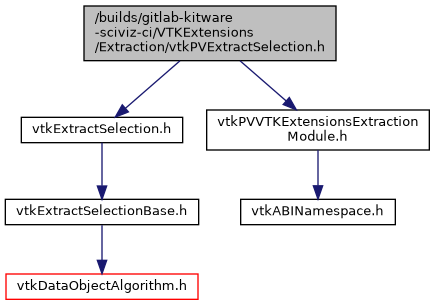 /builds/gitlab-kitware
-sciviz-ci/VTKExtensions
/Extraction/vtkPVExtractSelection.h
vtkExtractSelection.h
vtkPVVTKExtensionsExtraction
Module.h
vtkExtractSelectionBase.h
vtkABINamespace.h
vtkDataObjectAlgorithm.h